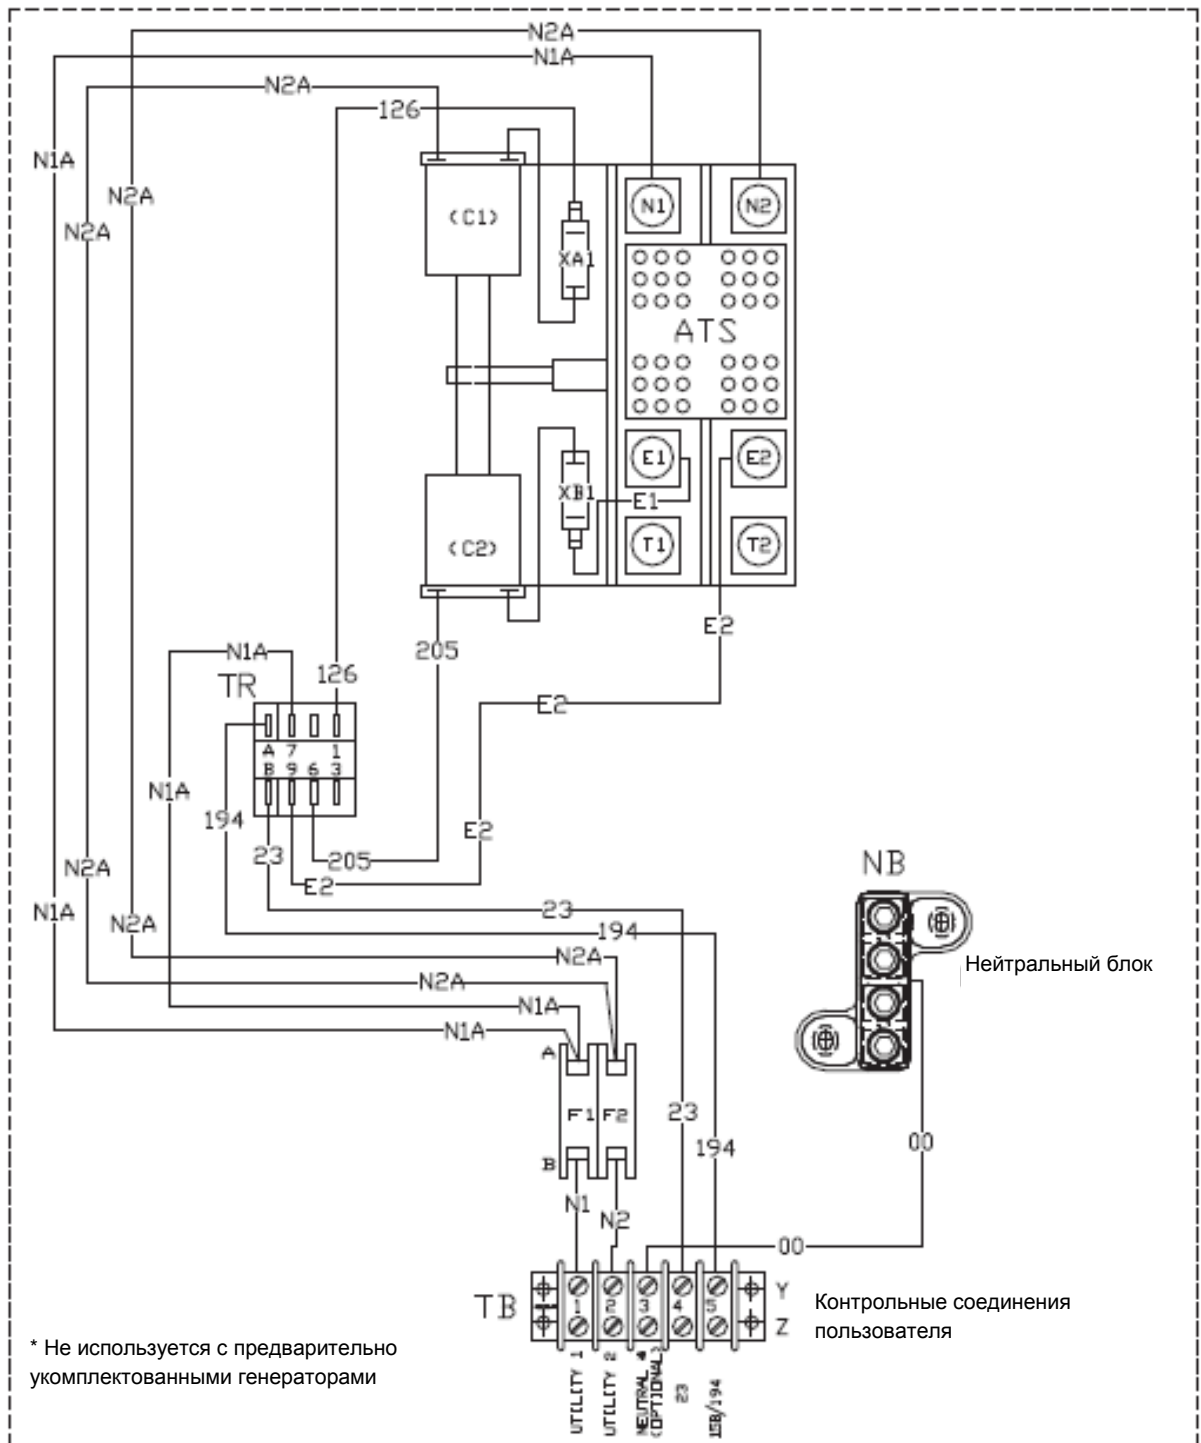 N2A
N1A
N2A
126
N1A
N2A
N2A
(C1)
N1
N2
XA1
ATS
E1
E2
XB1
E1
(C2)
T1
T2
E2
205
N1A
126
TR
E2
A 7 1
B 9 6 3
N1A
194
E2
23
205
E2
NB
N2A
N1A
23
N2A
194
N2A
Нейтральный блок
N2A
N1A
N1A
A
F1
F2
23
194
00
B
N1
N2
00
TB
1
2
3
4
5
Y
Z
Контрольные соединения
пользователя
* Не используется с предварительно
укомплектованными генераторами
UTILITY 1
UTILITY 2
NEUTRAL *
(OPTIONAL)
23
15B/194